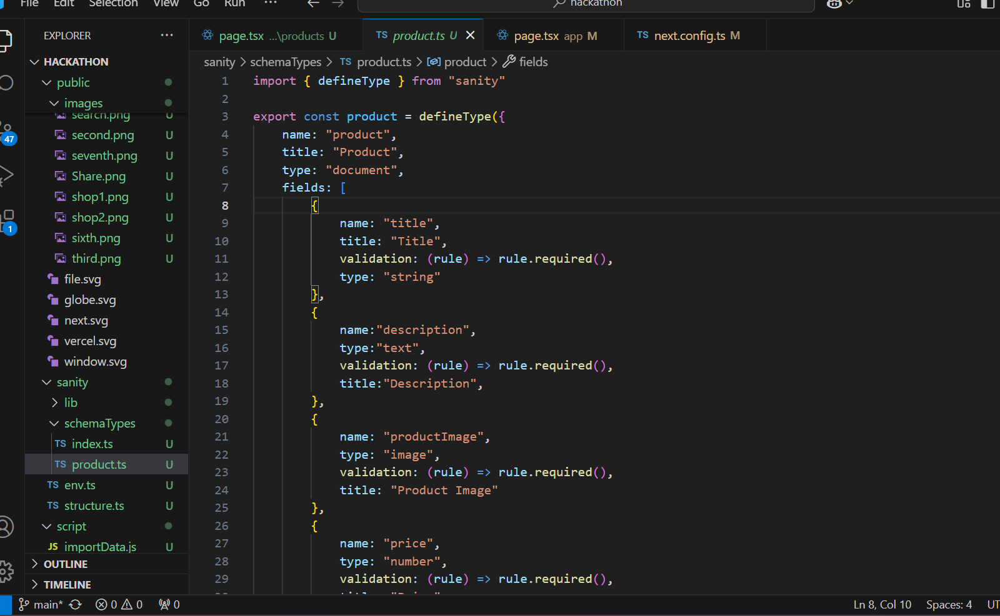 File Edit Selection View Go Run ··· hackathon
EXPLORER ···
page.tsx ...\products U
TS product.ts U
page.tsx app M
TS next.config.ts M
HACKATHON
public
images
search.png U
second.png U
seventh.png U
Share.png U
shop1.png U
shop2.png U
sixth.png U
third.png U
file.svg
globe.svg
next.svg
vercel.svg
window.svg
sanity
lib
schemaTypes
TS index.ts U
TS product.ts U
TS env.ts U
TS structure.ts U
script
JS importData.js U
OUTLINE
TIMELINE
47
1
sanity > schemaTypes > TS product.ts > product > fields
1 import { defineType } from "sanity"
2
3 export const product = defineType({
4 name: "product",
5 title: "Product",
6 type: "document",
7 fields: [
8 {
9 name: "title",
10 title: "Title",
11 validation: (rule) => rule.required(),
12 type: "string"
13 },
14 {
15 name:"description",
16 type:"text",
17 validation: (rule) => rule.required(),
18 title:"Description",
19 },
20 {
21 name: "productImage",
22 type: "image",
23 validation: (rule) => rule.required(),
24 title: "Product Image"
25 },
26 {
27 name: "price",
28 type: "number",
29 validation: (rule) => rule.required(),
main* 0 0 0 Ln 8, Col 10 Spaces: 4